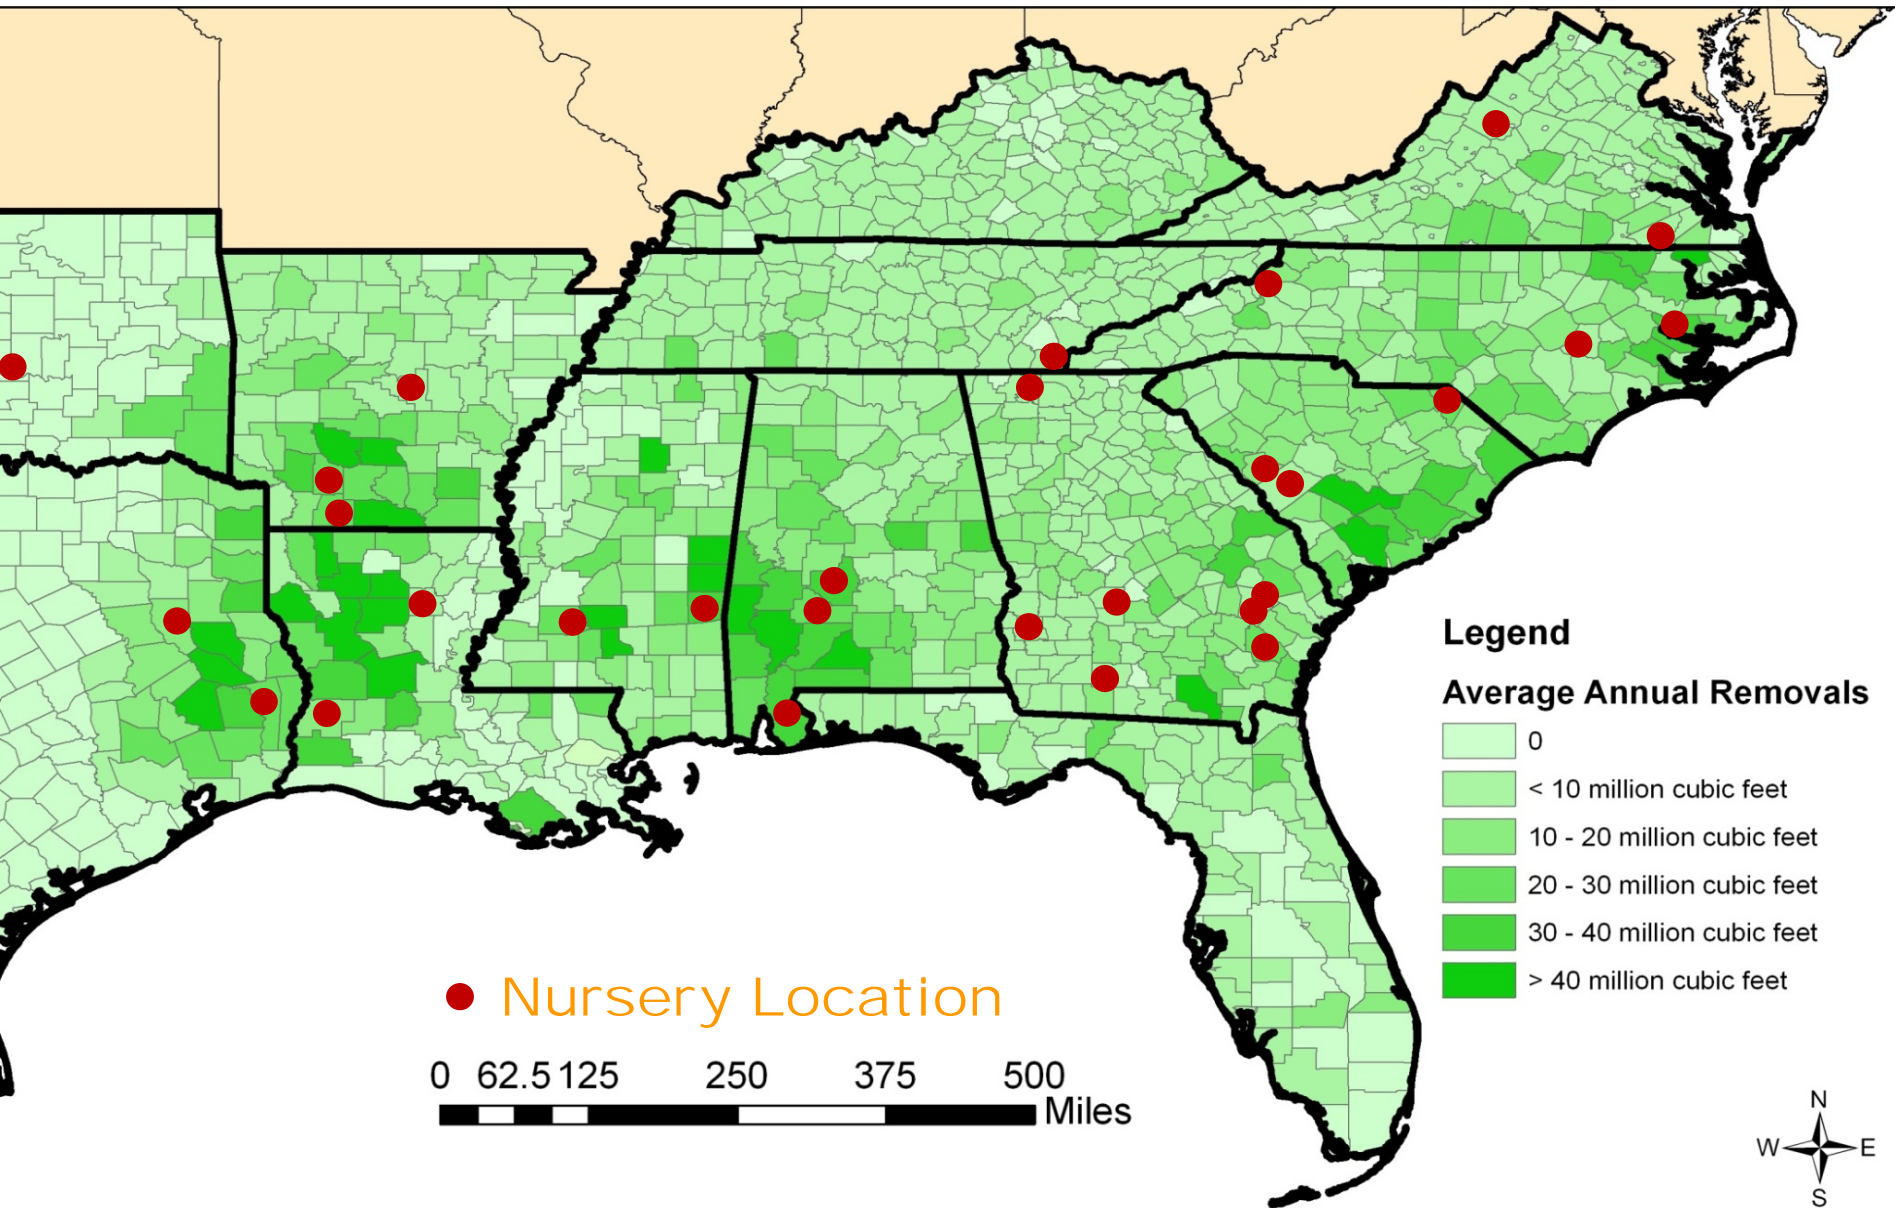 Legend
Average Annual Removals
0
< 10 million cubic feet
10 - 20 million cubic feet
20 - 30 million cubic feet
30 - 40 million cubic feet
> 40 million cubic feet
Nursery Location
0 62.5 125 250 375 500
Miles
N
W E
S